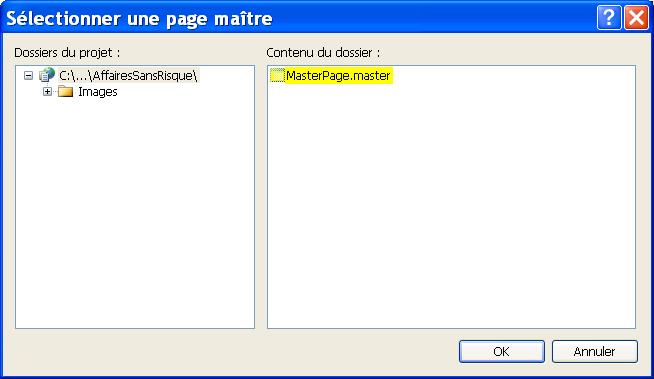 Sélectionner une page maître
Dossiers du projet :
Contenu du dossier :
C:\...\AffairesSansRisque\
Images
MasterPage.master
OK
Annuler